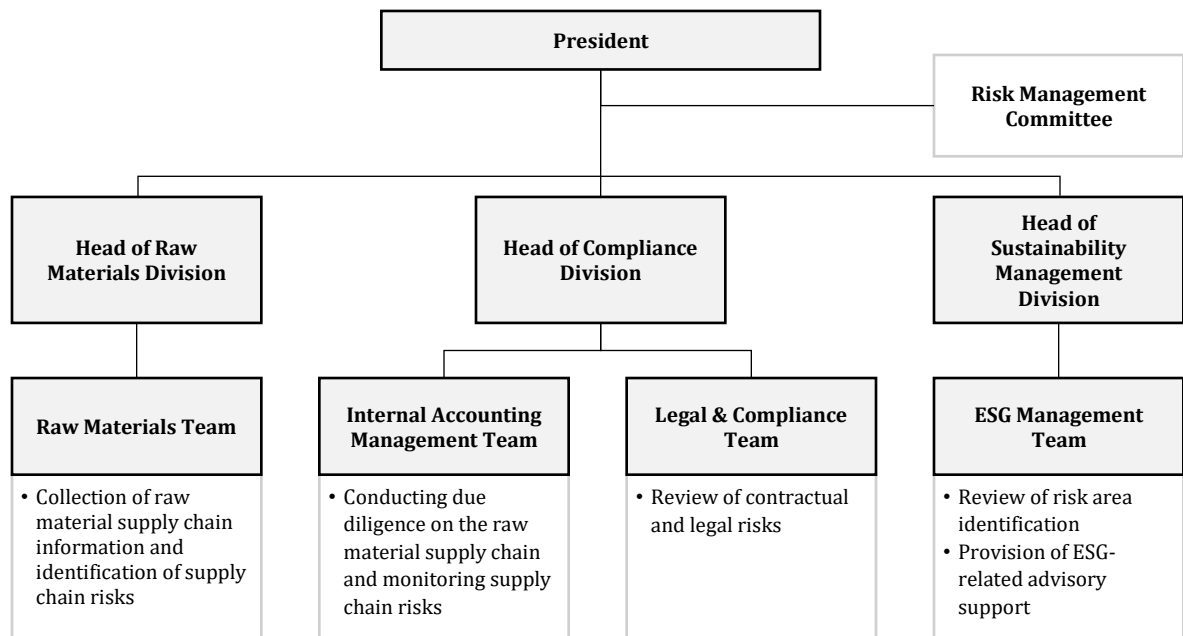 President
Risk Management
Committee
Head of Raw
Materials Division
Head of Compliance
Division
Head of
Sustainability
Management
Division
Raw Materials Team
Internal Accounting
Management Team
Legal & Compliance
Team
ESG Management
Team
• Collection of raw
material supply chain
information and
identification of supply
chain risks
• Conducting due
diligence on the raw
material supply chain
and monitoring supply
chain risks
• Review of contractual
and legal risks
• Review of risk area
identification
• Provision of ESG-
related advisory
support